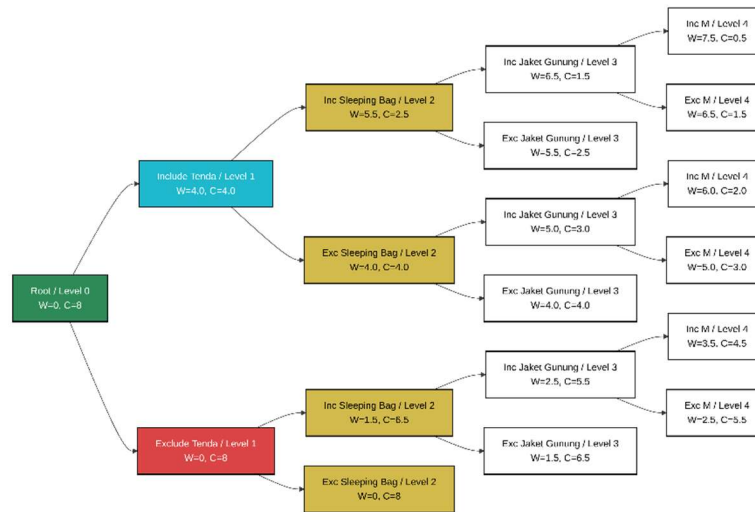 Root / Level 0
W=0, C=8
Include Tenda / Level 1
W=4.0, C=4.0
Exclude Tenda / Level 1
W=0, C=8
Inc Sleeping Bag / Level 2
W=5.5, C=2.5
Exc Sleeping Bag / Level 2
W=4.0, C=4.0
Inc Sleeping Bag / Level 2
W=1.5, C=6.5
Exc Sleeping Bag / Level 2
W=0, C=8
Inc Jaket Gunung / Level 3
W=6.5, C=1.5
Exc Jaket Gunung / Level 3
W=5.5, C=2.5
Inc Jaket Gunung / Level 3
W=5.0, C=3.0
Exc Jaket Gunung / Level 3
W=4.0, C=4.0
Inc Jaket Gunung / Level 3
W=2.5, C=5.5
Exc Jaket Gunung / Level 3
W=1.5, C=6.5
Inc M / Level 4
W=7.5, C=0.5
Exc M / Level 4
W=6.5, C=1.5
Inc M / Level 4
W=6.0, C=2.0
Exc M / Level 4
W=5.0, C=3.0
Inc M / Level 4
W=3.5, C=4.5
Exc M / Level 4
W=2.5, C=5.5